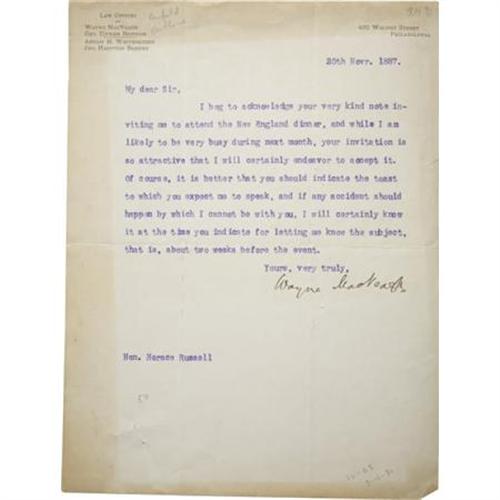 Law Offices
of
Wayne MacVeagh
Geo. Tucker Bispham
Abram H. Wintersteen
400 Walnut Street
Philadelphia
20th Novr. 1887.
My dear Sir,
I beg to acknowledge your very kind note in-
viting me to attend the New England dinner, and while I am
likely to be very busy during next month, your invitation is
so attractive that I will certainly endeavor to accept it.
Of course, it is better that you should indicate the toast
to which you expect me to speak, and if any accident should
happen by which I cannot be with you, I will certainly know
it at the time you indicate for letting me know the subject,
that is, about two weeks before the event.
Yours, very truly,
Wayne MacVeagh
Hon. Horace Russell